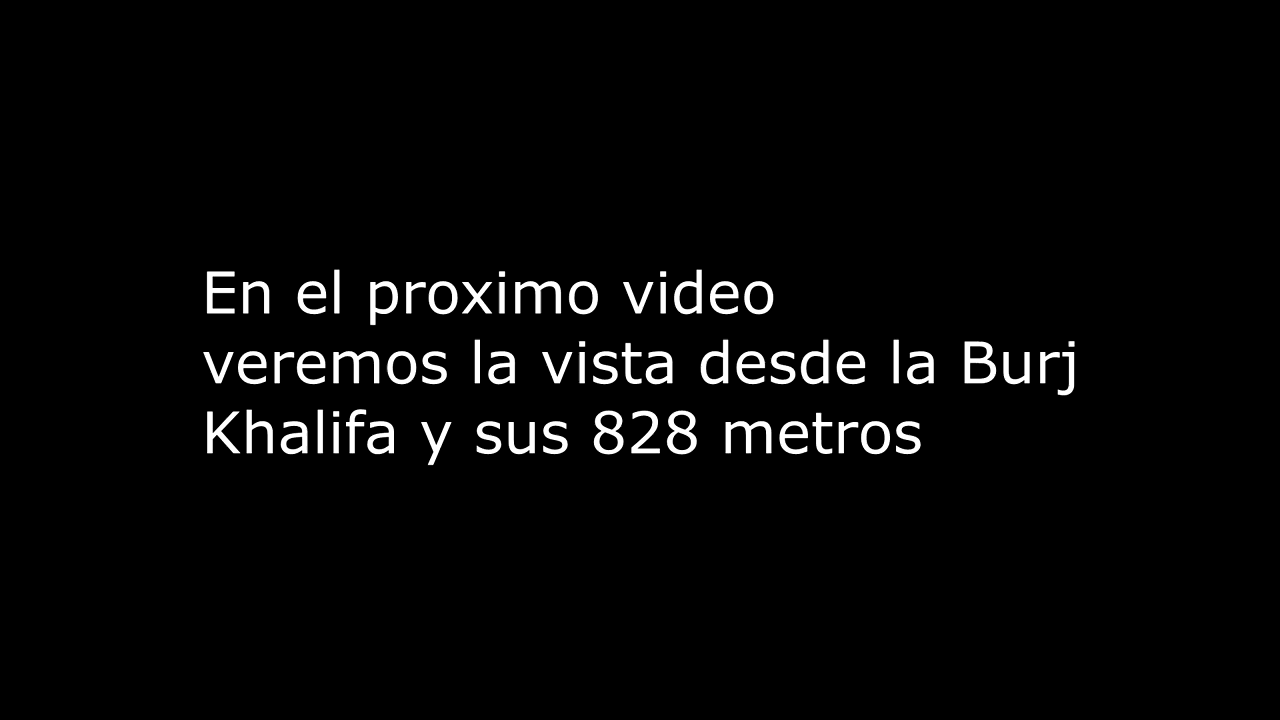 En el proximo video
veremos la vista desde la Burj
Khalifa y sus 828 metros